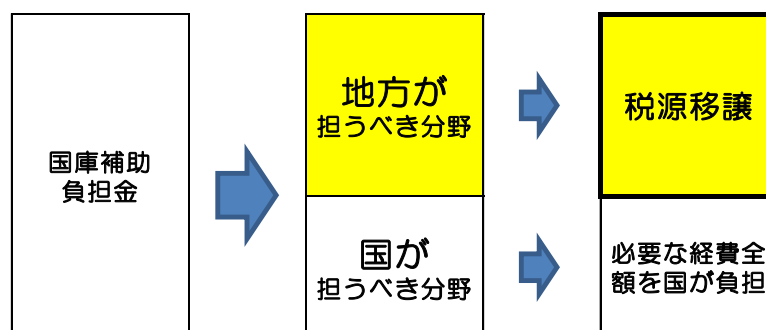 国庫補助
負担金
地方が
担うべき分野
国が
担うべき分野
税源移譲
必要な経費全
額を国が負担